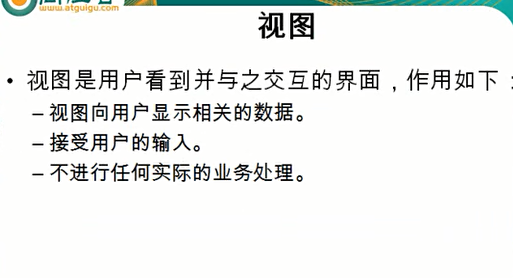 www.atguigu.com
视图
• 视图是用户看到并与之交互的界面，作用如下
– 视图向用户显示相关的数据。
– 接受用户的输入。
– 不进行任何实际的业务处理。